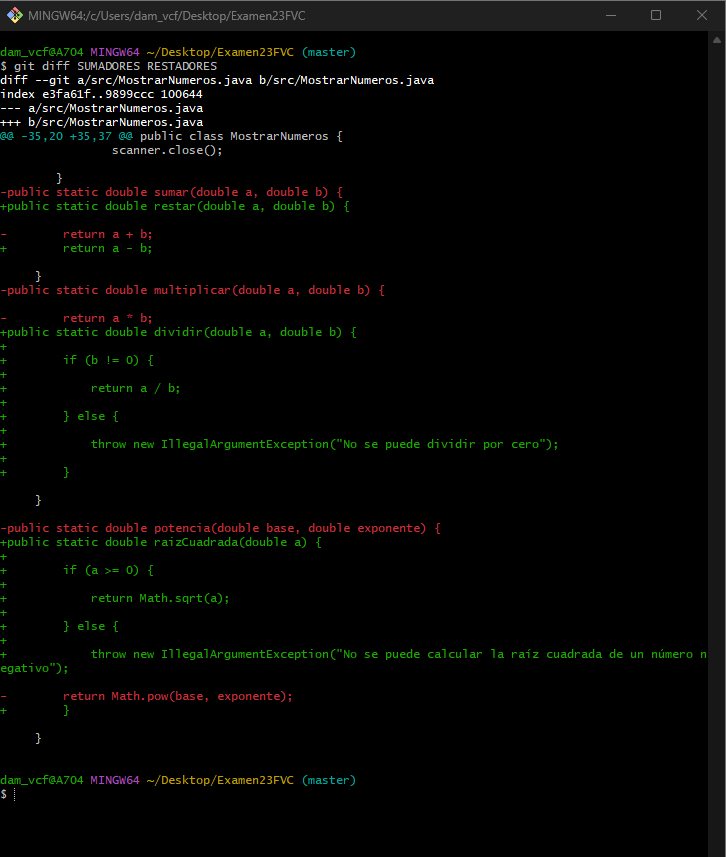 MINGW64:/c/Users/dam_vcf/Desktop/Examen23FVC
dam_vcf@A704 MINGW64 ~/Desktop/Examen23FVC (master)
$ git diff SUMADORES RESTADORES
diff --git a/src/MostrarNumeros.java b/src/MostrarNumeros.java
index e3fa61f..9899ccc 100644
--- a/src/MostrarNumeros.java
+++ b/src/MostrarNumeros.java
@@ -35,20 +35,37 @@ public class MostrarNumeros {
                scanner.close();
        }
-public static double sumar(double a, double b) {
+public static double restar(double a, double b) {
-        return a + b;
+        return a - b;
     }
-public static double multiplicar(double a, double b) {
-        return a * b;
+public static double dividir(double a, double b) {
+
+        if (b != 0) {
+
+            return a / b;
+
+        } else {
+
+            throw new IllegalArgumentException("No se puede dividir por cero");
+
+        }
     }
-public static double potencia(double base, double exponente) {
+public static double raizCuadrada(double a) {
+
+        if (a >= 0) {
+
+            return Math.sqrt(a);
+
+        } else {
+
+            throw new IllegalArgumentException("No se puede calcular la raíz cuadrada de un número n
egativo");
-        return Math.pow(base, exponente);
+        }
     }
dam_vcf@A704 MINGW64 ~/Desktop/Examen23FVC (master)
$